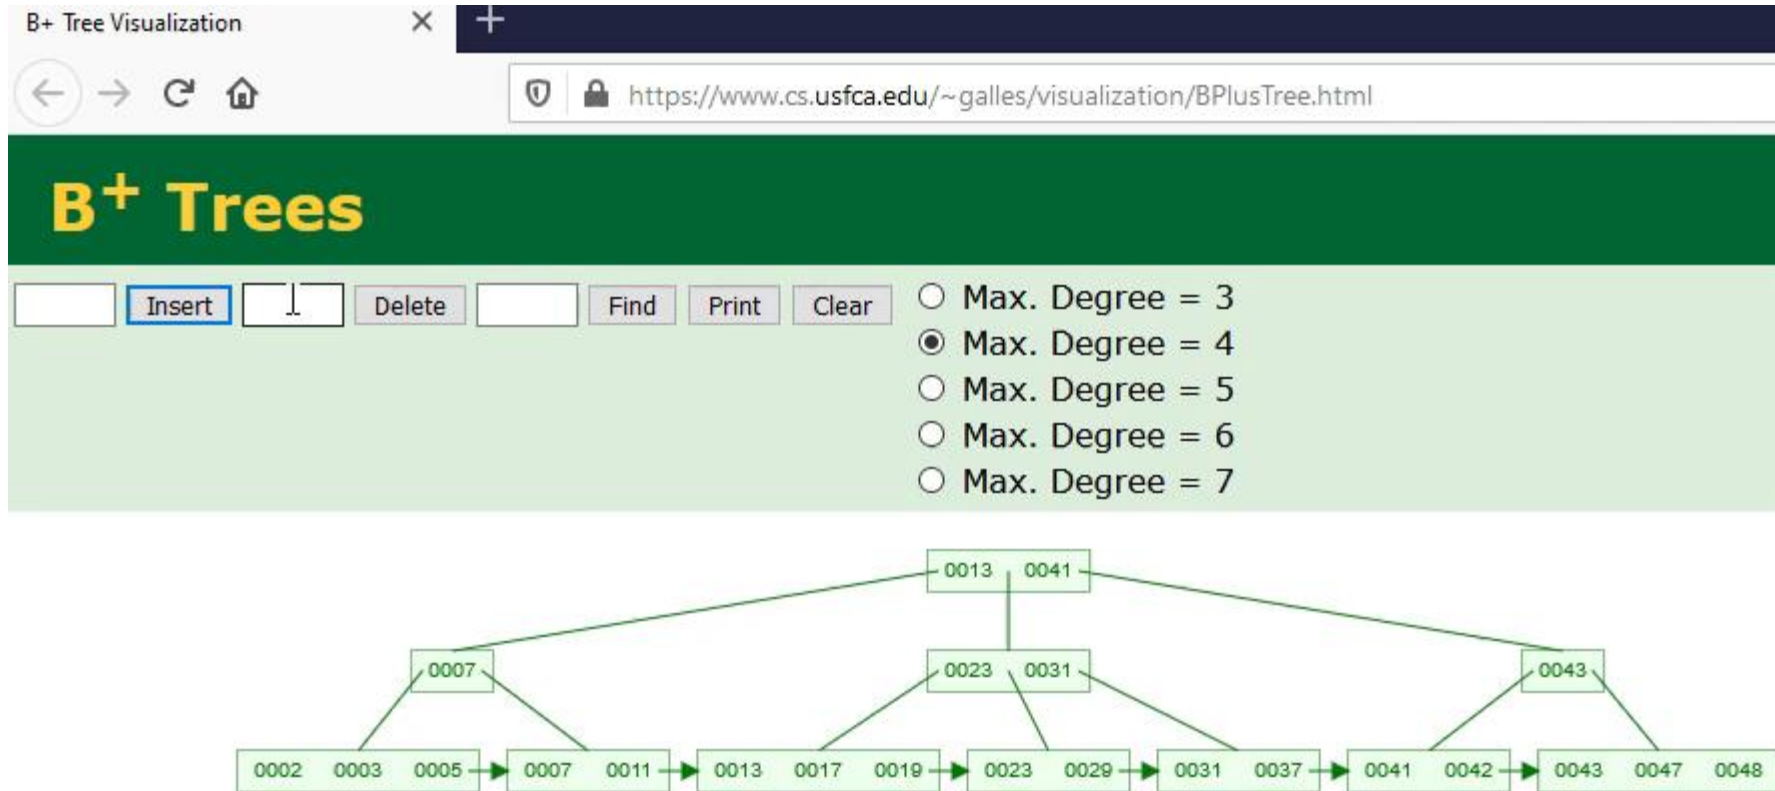 B+ Tree Visualization
https://www.cs.usfca.edu/~galles/visualization/BPlusTree.html
B+ Trees
Insert Delete Find Print Clear
Max. Degree = 3
Max. Degree = 4
Max. Degree = 5
Max. Degree = 6
Max. Degree = 7
0013 0041
0007 0023 0031 0043
0002 0003 0005 0007 0011 0013 0017 0019 0023 0029 0031 0037 0041 0042 0043 0047 0048